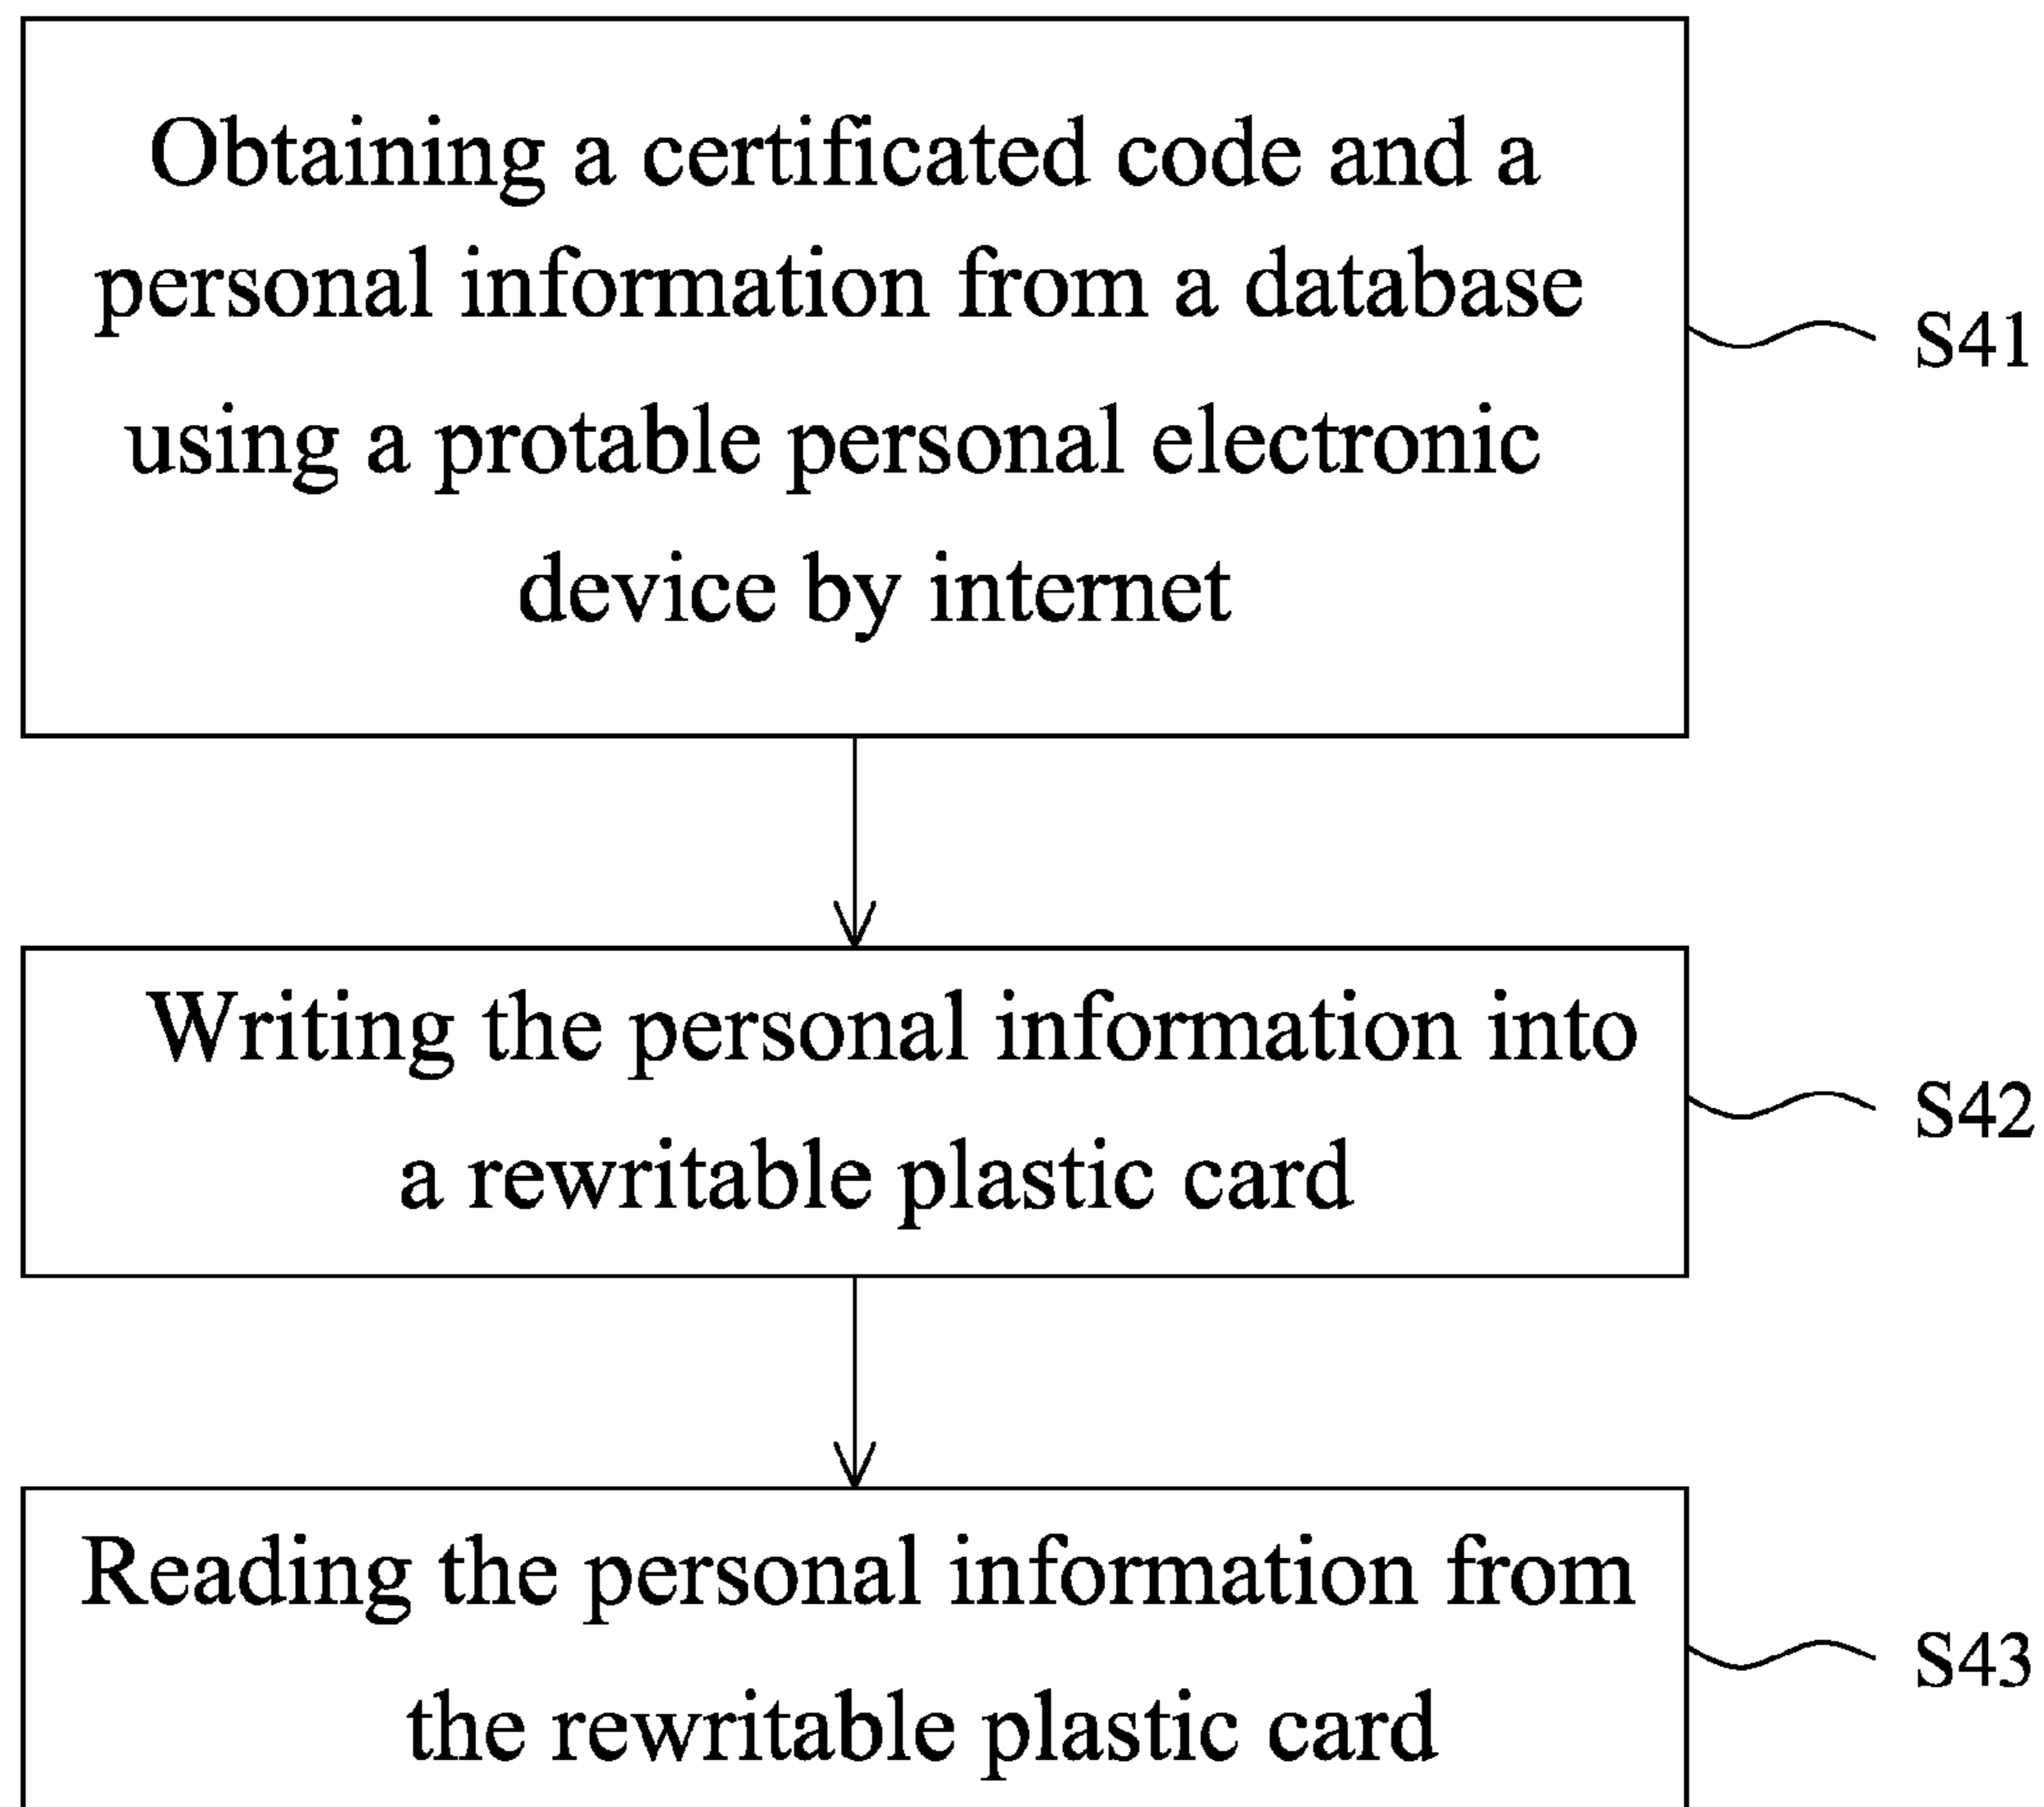 Obtaining a certificated code and a
personal information from a database
using a protable personal electronic
device by internet
S41
Writing the personal information into
a rewritable plastic card
S42
Reading the personal information from
the rewritable plastic card
S43